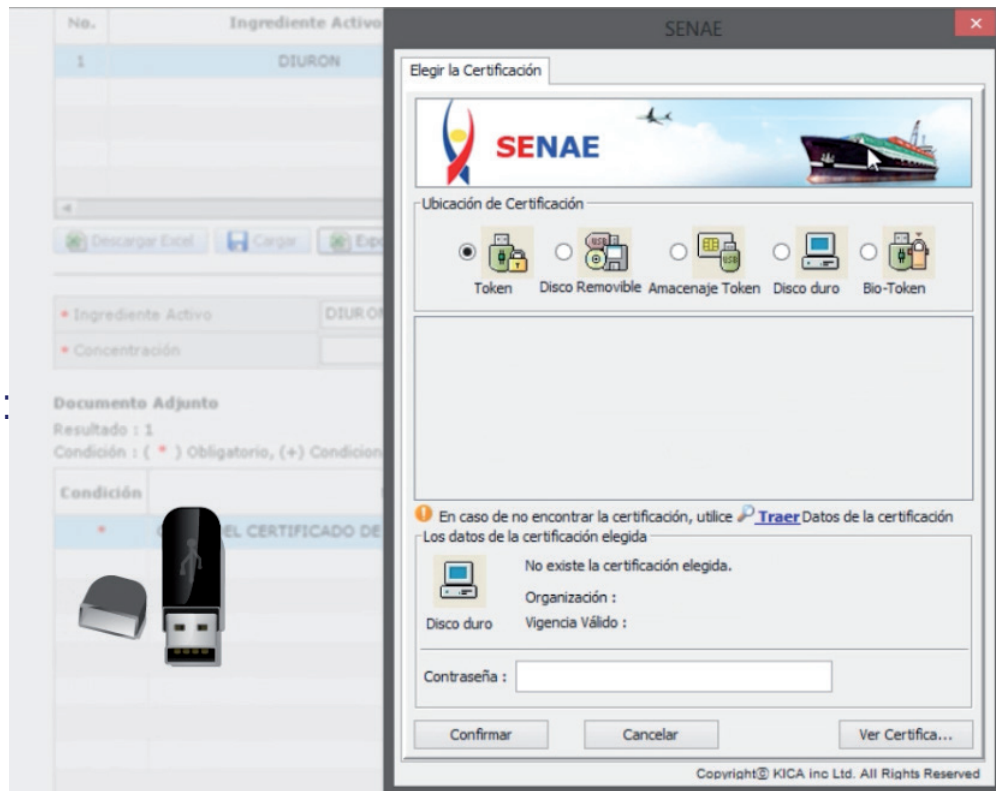 No. Ingrediente Activo
1 DIURON
Descargar Excel Cargar Expo
* Ingrediente Activo DIURON
* Concentración
:
Documento Adjunto
Resultado : 1
Condición : ( * ) Obligatorio, (+) Condicion
Condición
* EL CERTIFICADO DE
SENAE
Elegir la Certificación
SENAE
Ubicación de Certificación
Token Disco Removible Amacenaje Token Disco duro Bio-Token
En caso de no encontrar la certificación, utilice Traer Datos de la certificación
Los datos de la certificación elegida
No existe la certificación elegida.
Organización :
Disco duro Vigencia Válido :
Contraseña :
Confirmar Cancelar Ver Certifica...
Copyright© KICA inc Ltd. All Rights Reserved